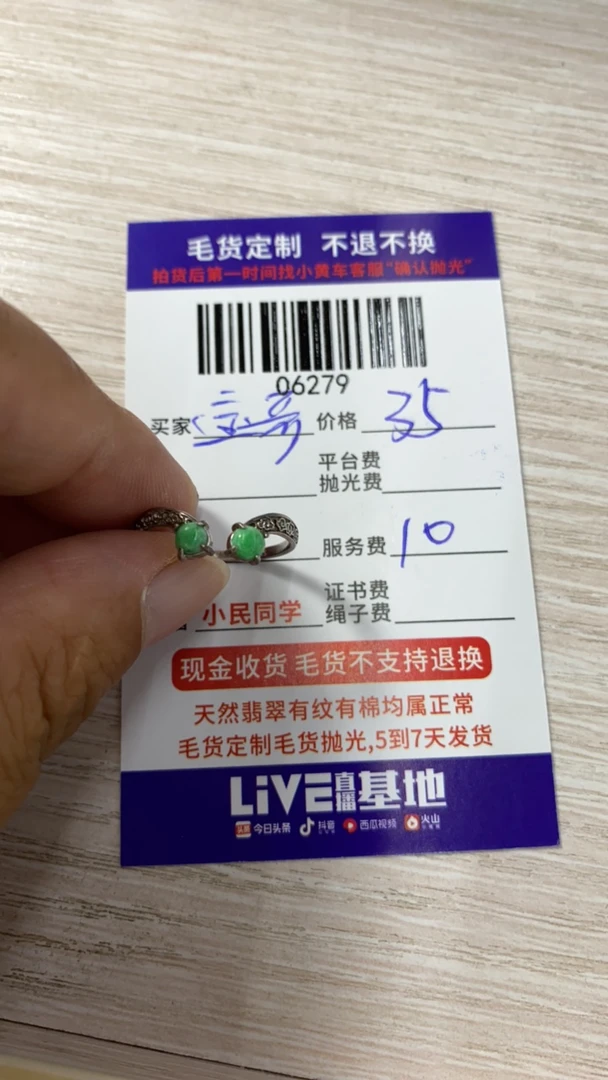 毛货定制 不退不换
拍货后第一时间找小黄车客服"确认抛光"
06279
买家 价格 35
平台费
抛光费
服务费 10
证书费
小民同学 绳子费
现金收货 毛货不支持退换
天然翡翠有纹有棉均属正常
毛货定制毛货抛光,5到7天发货
LiVE直播基地
头条 今日头条 抖音 西瓜视频 火山